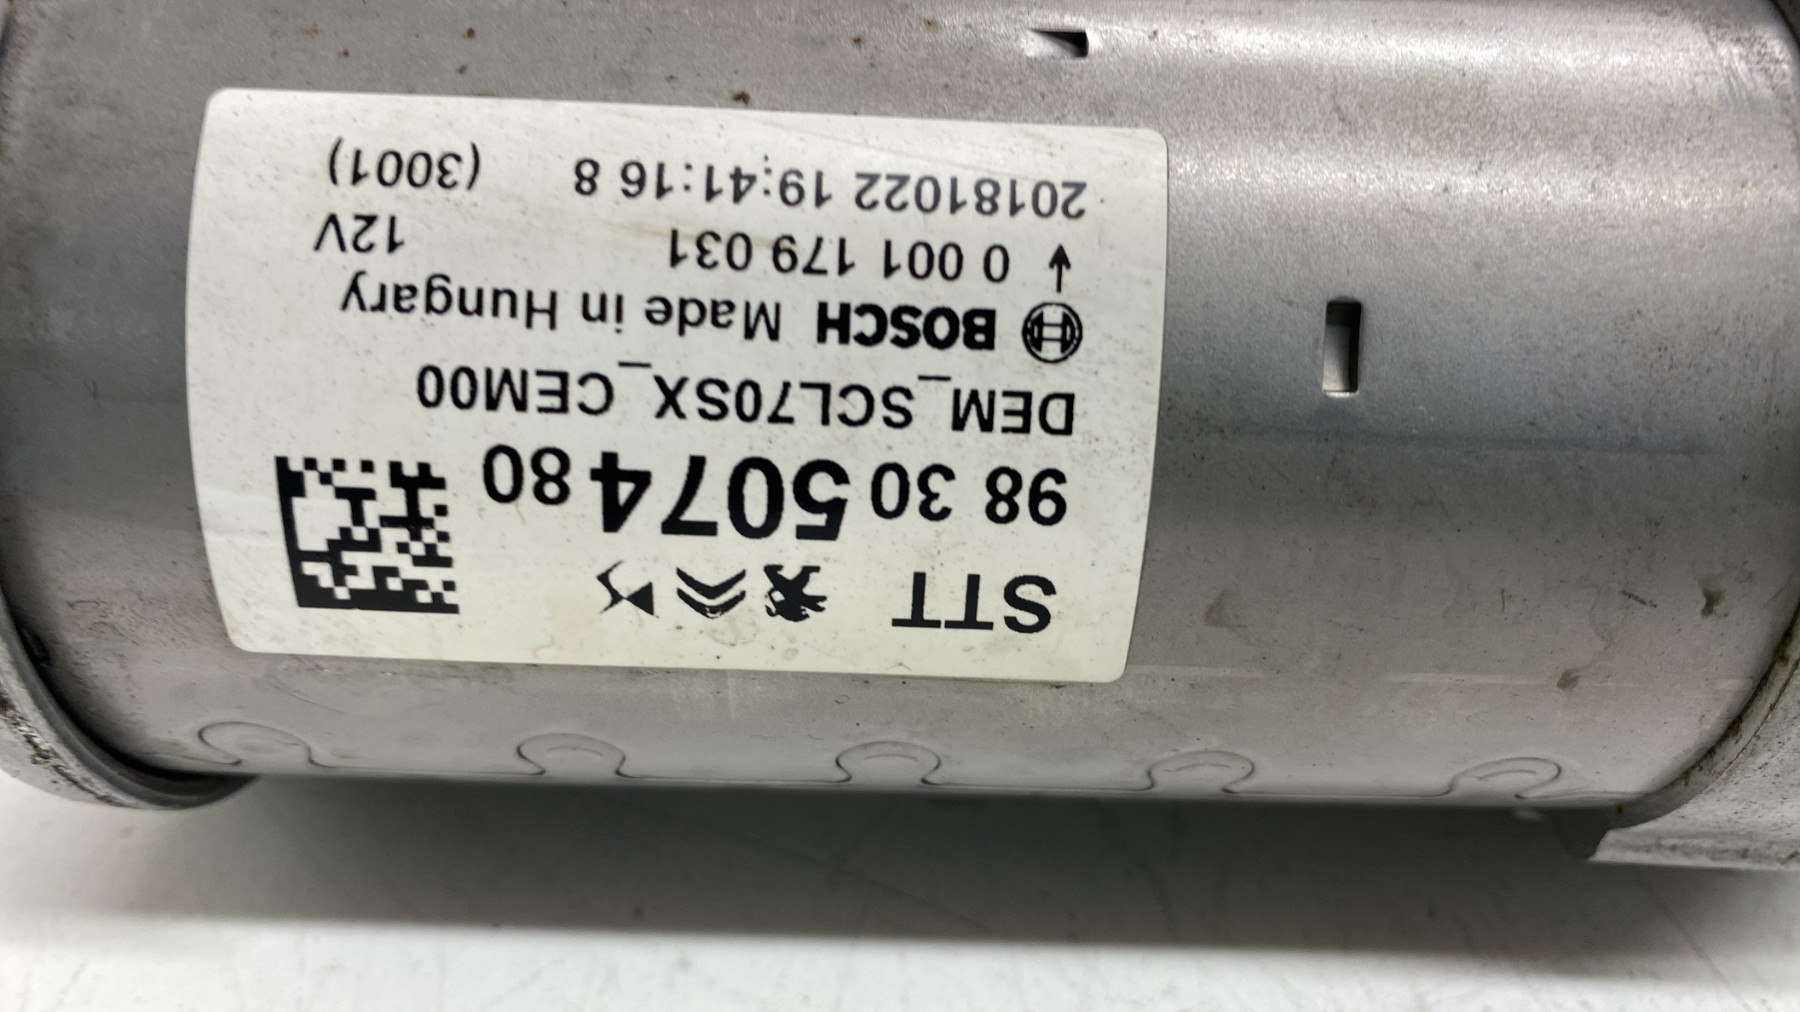 STT
98 30 5074 80
DEM_SCL70SX_CEM00
BOSCH Made in Hungary
0 001 179 031 12V
20181022 19:41:16 8 (3001)